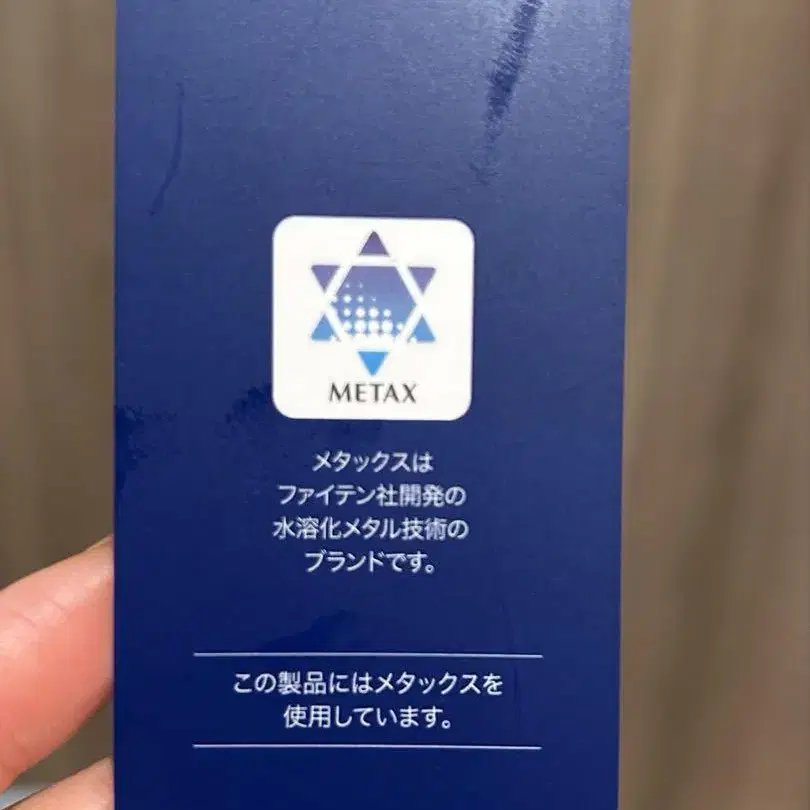 METAX
メタックスは
ファイテン社開発の
水溶化メタル技術の
ブランドです。
この製品にはメタックスを
使用しています。